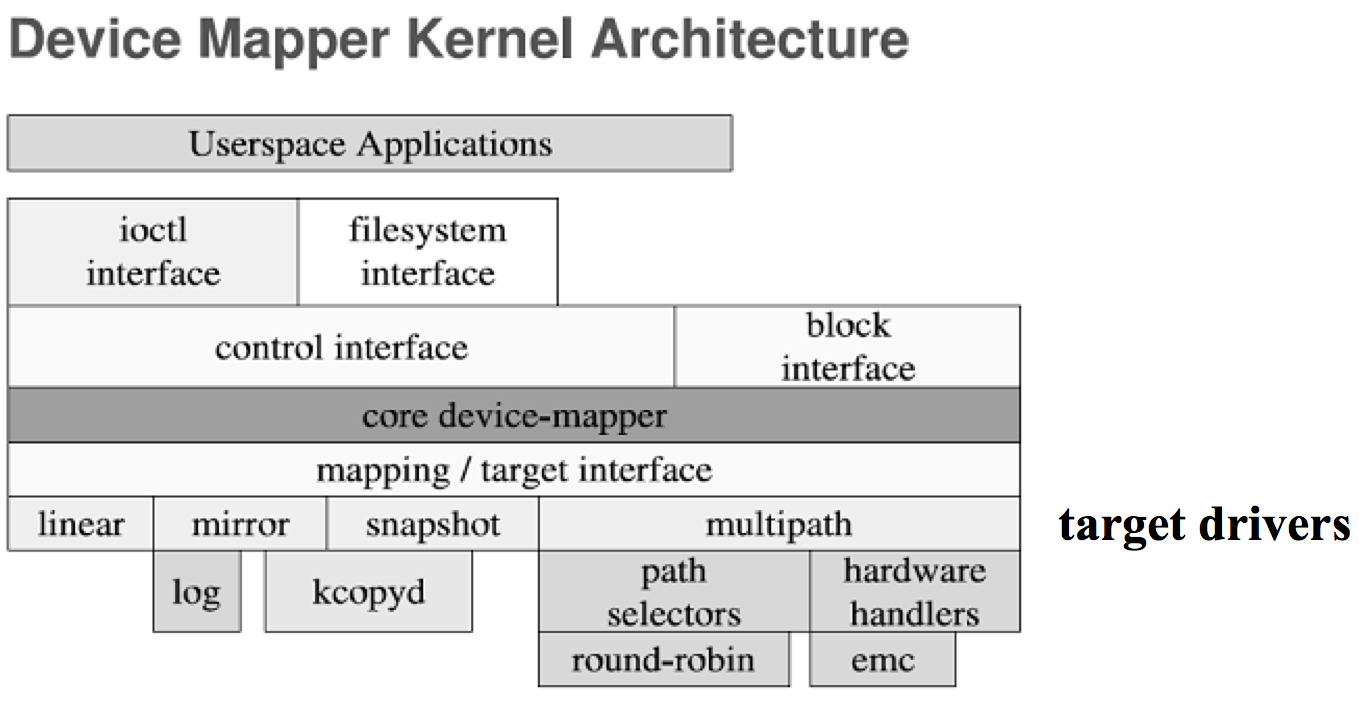 Device Mapper Kernel Architecture
Userspace Applications
ioctl
interface
filesystem
interface
control interface
block
interface
core device-mapper
mapping / target interface
linear
mirror
snapshot
multipath
target drivers
log
kcopyd
path
selectors
hardware
handlers
round-robin
emc